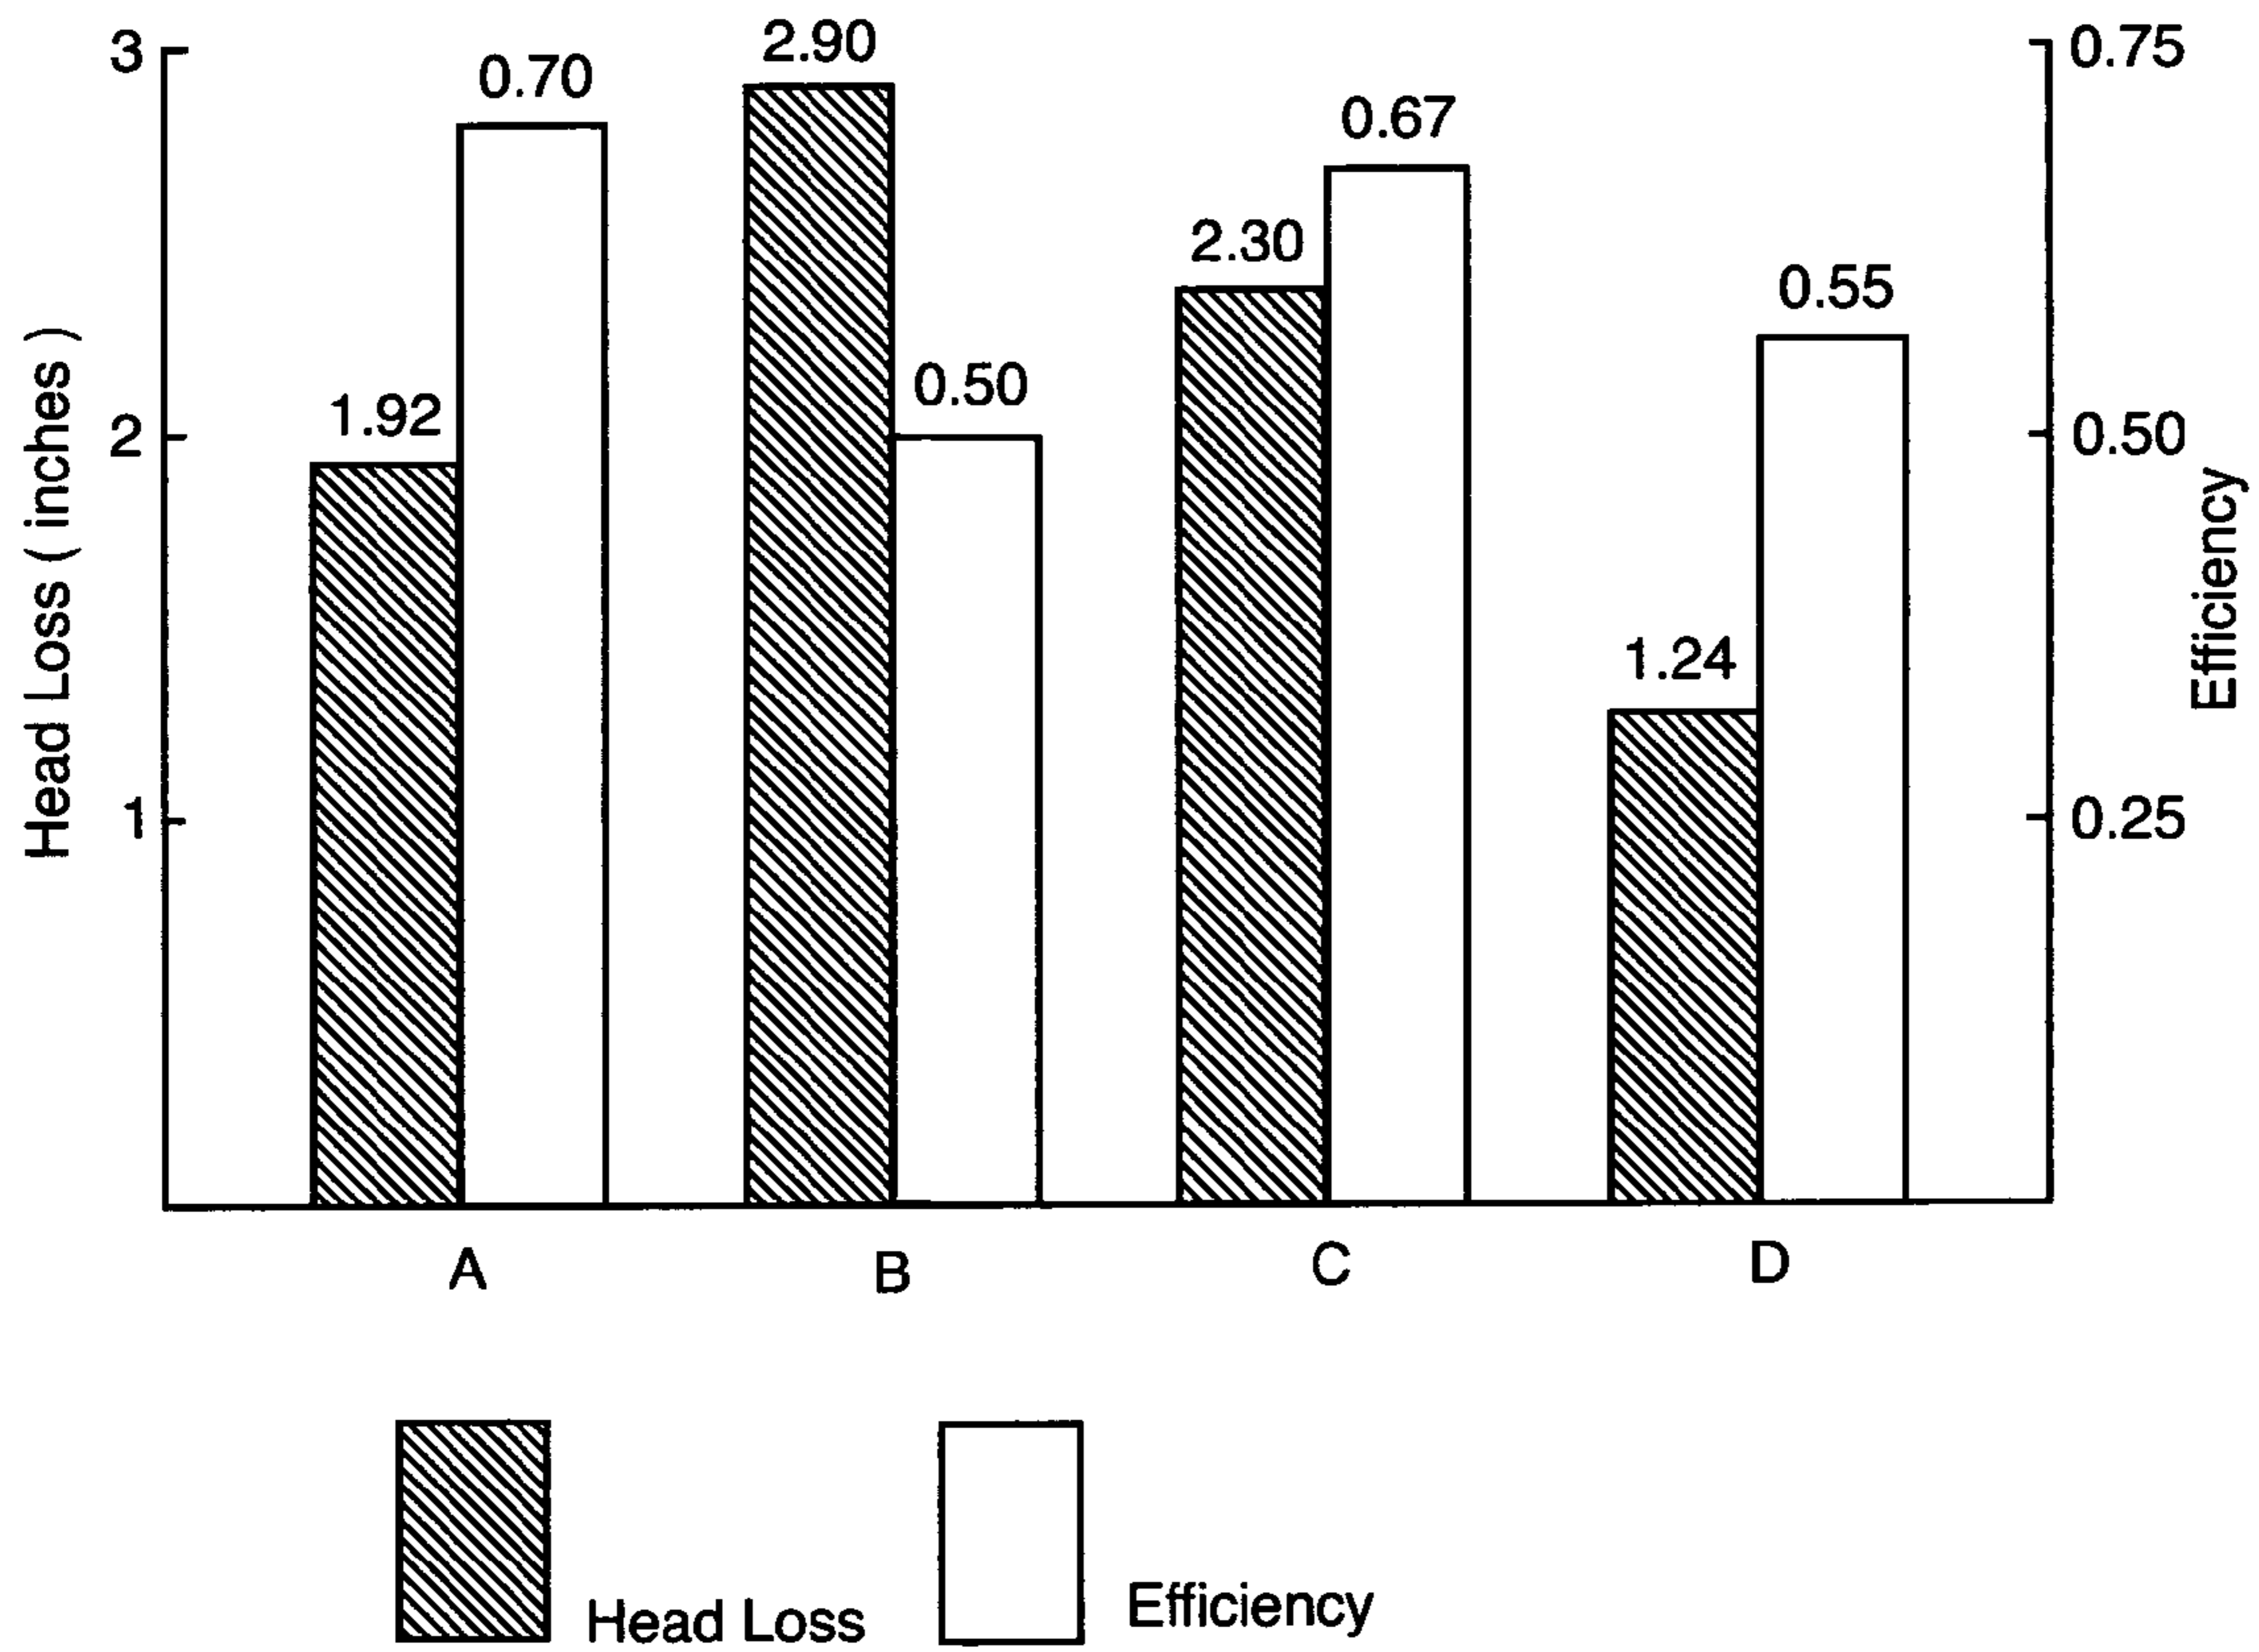 3
2
1
Head Loss ( inches )
1.92
0.70
2.90
0.50
2.30
0.67
1.24
0.55
0.75
0.50
0.25
Efficiency
A
B
C
D
Head Loss
Efficiency